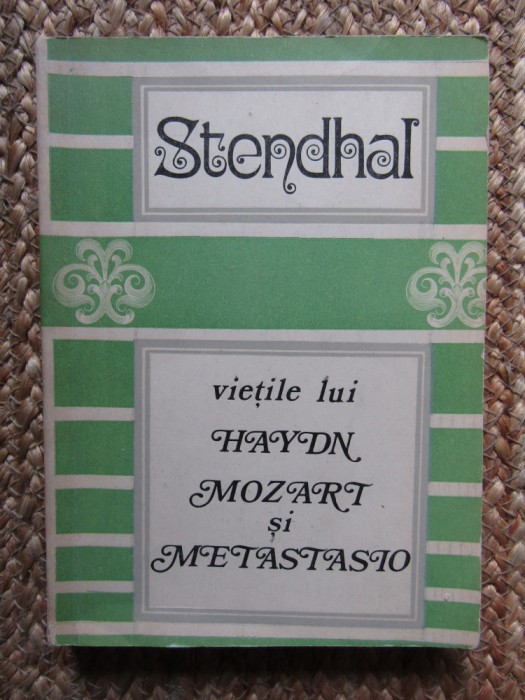 Stendhal
viețile lui
HAYDN
MOZART
și
METASTASIO